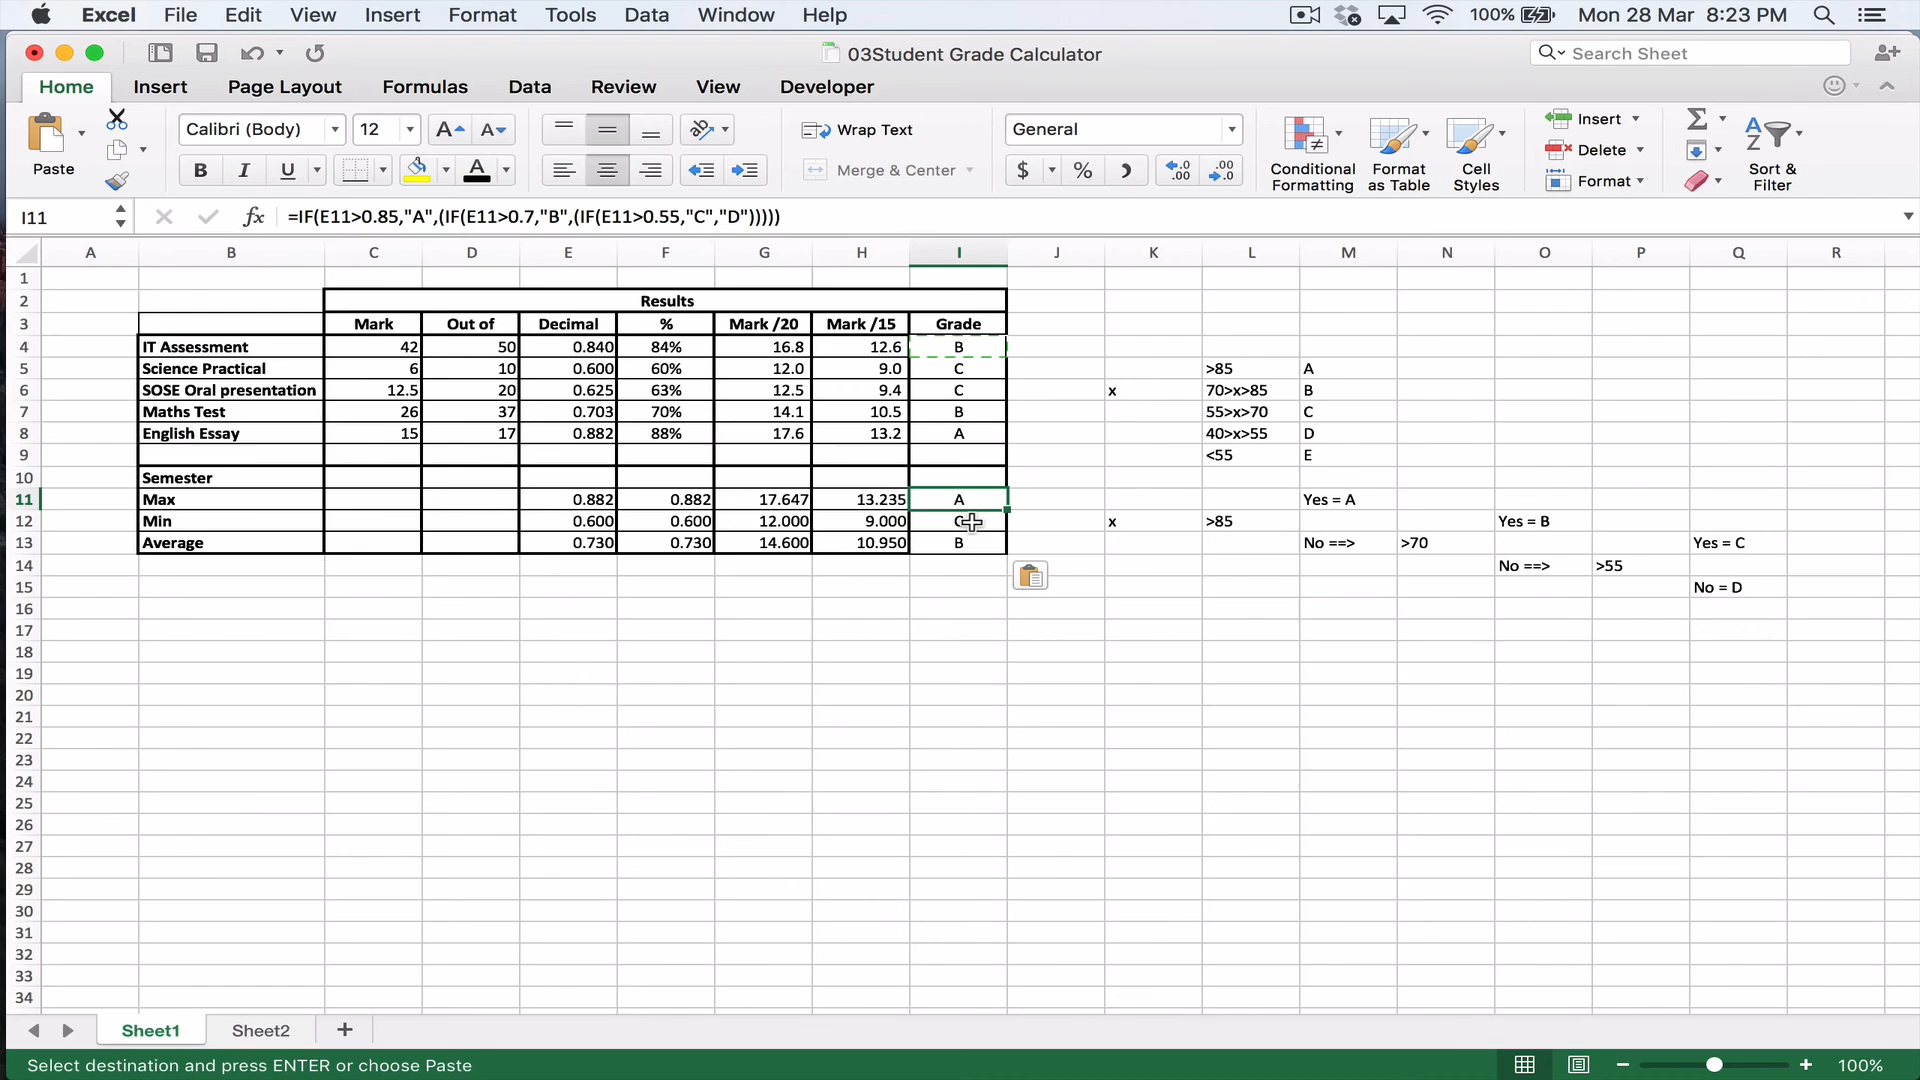 Excel File Edit View Insert Format Tools Data Window Help 100% Mon 28 Mar 8:23 PM
03Student Grade Calculator Search Sheet
Home Insert Page Layout Formulas Data Review View Developer
Calibri (Body) 12 A A Wrap Text General Insert
Paste Delete
B I U A Merge & Center $ % .0 .00 .00 .0 Conditional Formatting Format as Table Cell Styles Format Sort & Filter
I11 fx =IF(E11>0.85,"A",(IF(E11>0.7,"B",(IF(E11>0.55,"C","D")))))
A B C D E F G H I J K L M N O P Q R
1
2 Results
3 Mark Out of Decimal % Mark /20 Mark /15 Grade
4 IT Assessment 42 50 0.840 84% 16.8 12.6 B
5 Science Practical 6 10 0.600 60% 12.0 9.0 C >85 A
6 SOSE Oral presentation 12.5 20 0.625 63% 12.5 9.4 C x 70>x>85 B
7 Maths Test 26 37 0.703 70% 14.1 10.5 B 55>x>70 C
8 English Essay 15 17 0.882 88% 17.6 13.2 A 40>x>55 D
9 <55 E
10 Semester
11 Max 0.882 0.882 17.647 13.235 A Yes = A
12 Min 0.600 0.600 12.000 9.000 C x >85 Yes = B
13 Average 0.730 0.730 14.600 10.950 B No ==> >70 Yes = C
14 No ==> >55
15 No = D
16
17
18
19
20
21
22
23
24
25
26
27
28
29
30
31
32
33
34
Sheet1 Sheet2 +
Select destination and press ENTER or choose Paste 100%